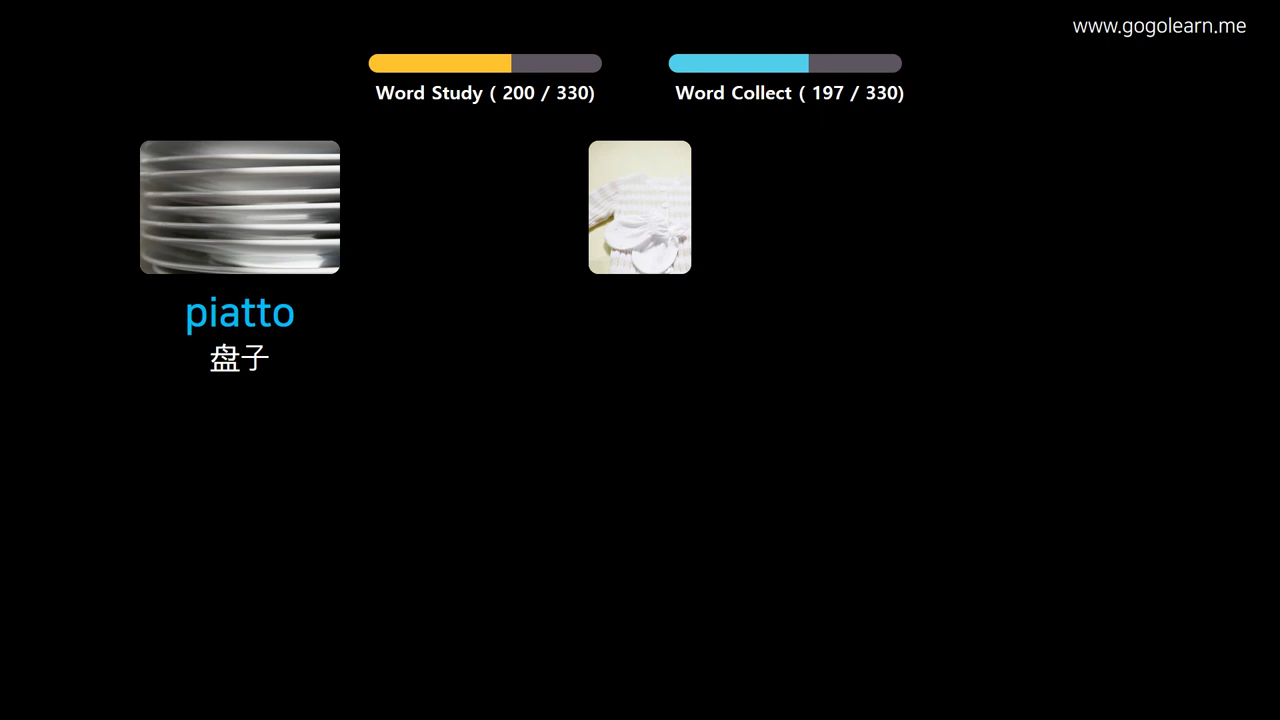 www.gogolearn.me
Word Study ( 200 / 330)
Word Collect ( 197 / 330)
piatto
盘子